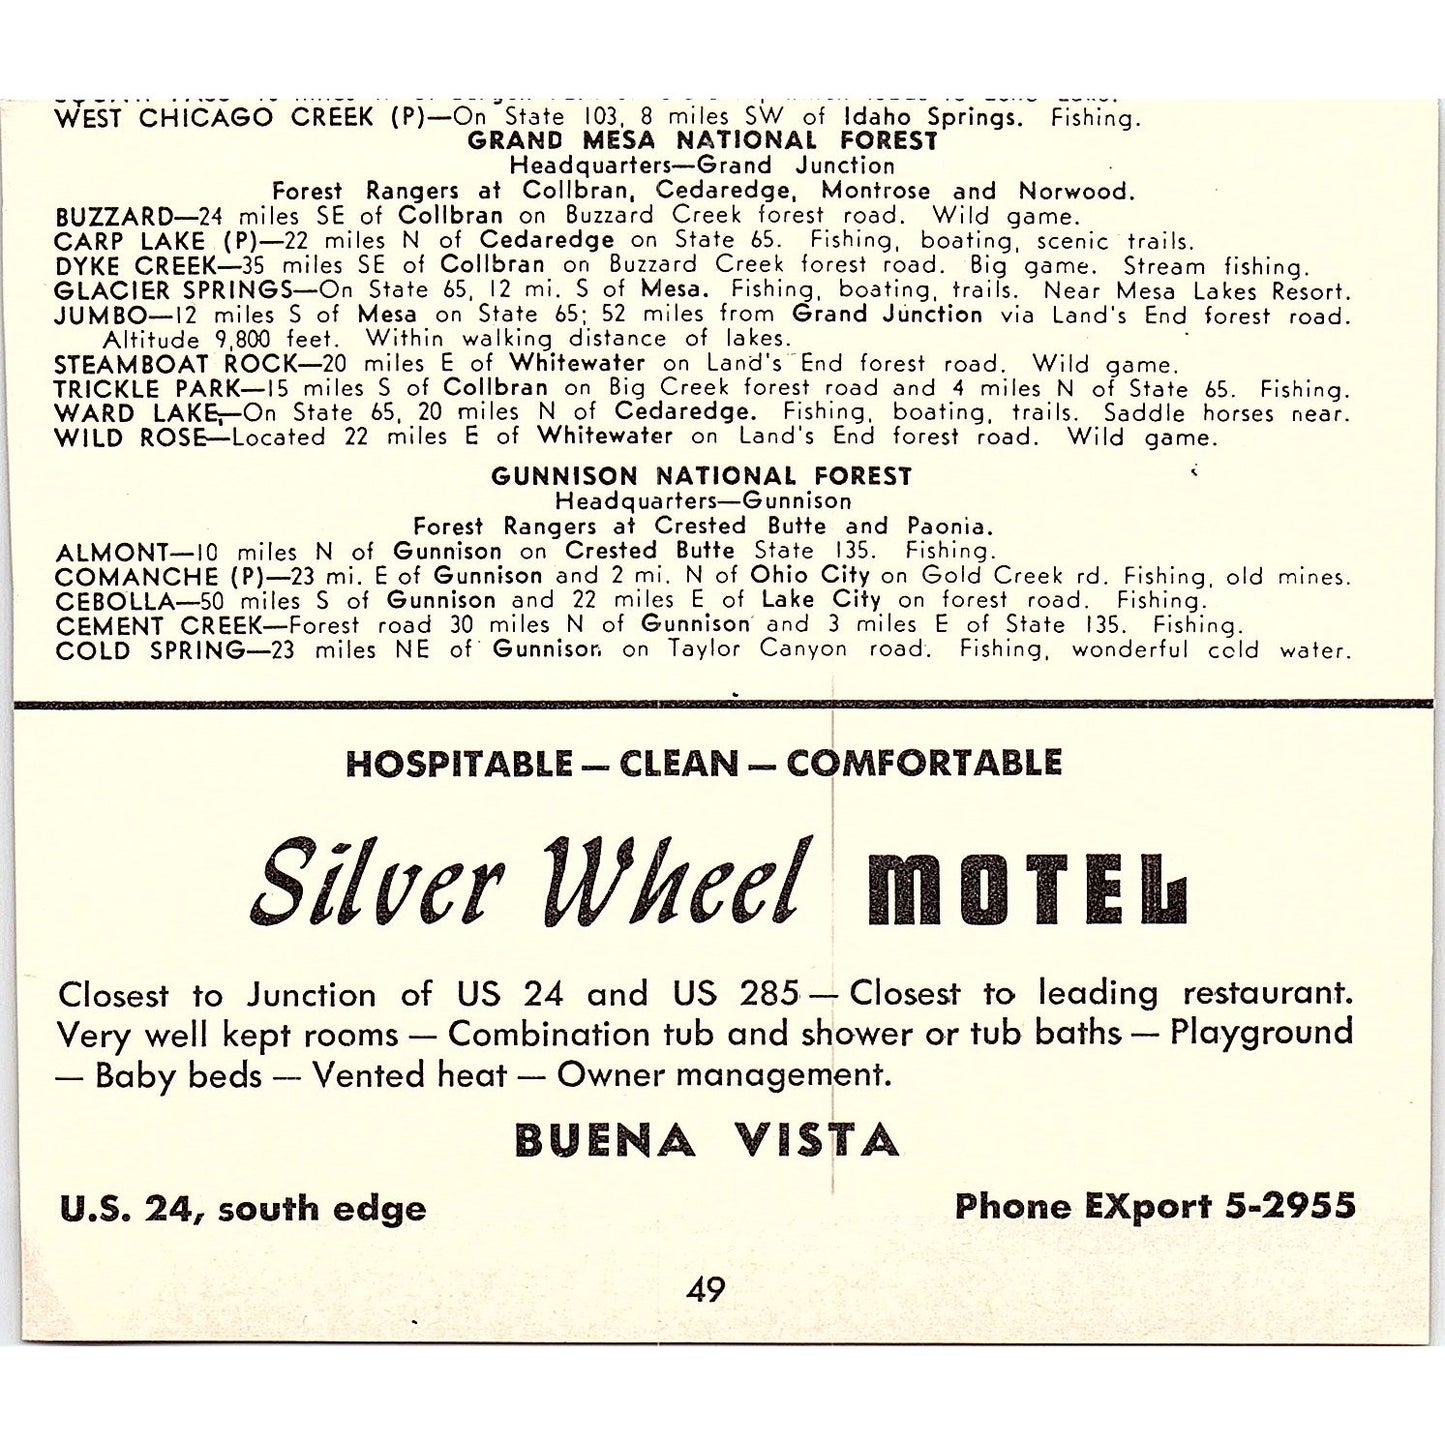 WEST CHICAGO CREEK (P)—On State 103, 8 miles SW of Idaho Springs. Fishing.
GRAND MESA NATIONAL FOREST
Headquarters—Grand Junction
Forest Rangers at Collbran, Cedaredge, Montrose and Norwood.
BUZZARD—24 miles SE of Collbran on Buzzard Creek forest road. Wild game.
CARP LAKE (P)—22 miles N of Cedaredge on State 65. Fishing, boating, scenic trails.
DYKE CREEK—35 miles SE of Collbran on Buzzard Creek forest road. Big game. Stream fishing.
GLACIER SPRINGS—On State 65, 12 mi. S of Mesa. Fishing, boating, trails. Near Mesa Lakes Resort.
JUMBO—12 miles S of Mesa on State 65; 52 miles from Grand Junction via Land's End forest road.
Altitude 9,800 feet. Within walking distance of lakes.
STEAMBOAT ROCK—20 miles E of Whitewater on Land's End forest road. Wild game.
TRICKLE PARK—15 miles S of Collbran on Big Creek forest road and 4 miles N of State 65. Fishing.
WARD LAKE—On State 65, 20 miles N of Cedaredge. Fishing, boating, trails. Saddle horses near.
WILD ROSE—Located 22 miles E of Whitewater on Land's End forest road. Wild game.
GUNNISON NATIONAL FOREST
Headquarters—Gunnison
Forest Rangers at Crested Butte and Paonia.
ALMONT—10 miles N of Gunnison on Crested Butte State 135. Fishing.
COMANCHE (P)—23 mi. E of Gunnison and 2 mi. N of Ohio City on Gold Creek rd. Fishing, old mines.
CEBOLLA—50 miles S of Gunnison and 22 miles E of Lake City on forest road. Fishing.
CEMENT CREEK—Forest road 30 miles N of Gunnison and 3 miles E of State 135. Fishing.
COLD SPRING—23 miles NE of Gunnison on Taylor Canyon road. Fishing, wonderful cold water.
HOSPITABLE — CLEAN — COMFORTABLE
Silver Wheel MOTEL
Closest to Junction of US 24 and US 285 — Closest to leading restaurant.
Very well kept rooms — Combination tub and shower or tub baths — Playground
— Baby beds — Vented heat — Owner management.
BUENA VISTA
U.S. 24, south edge Phone EXport 5-2955
49